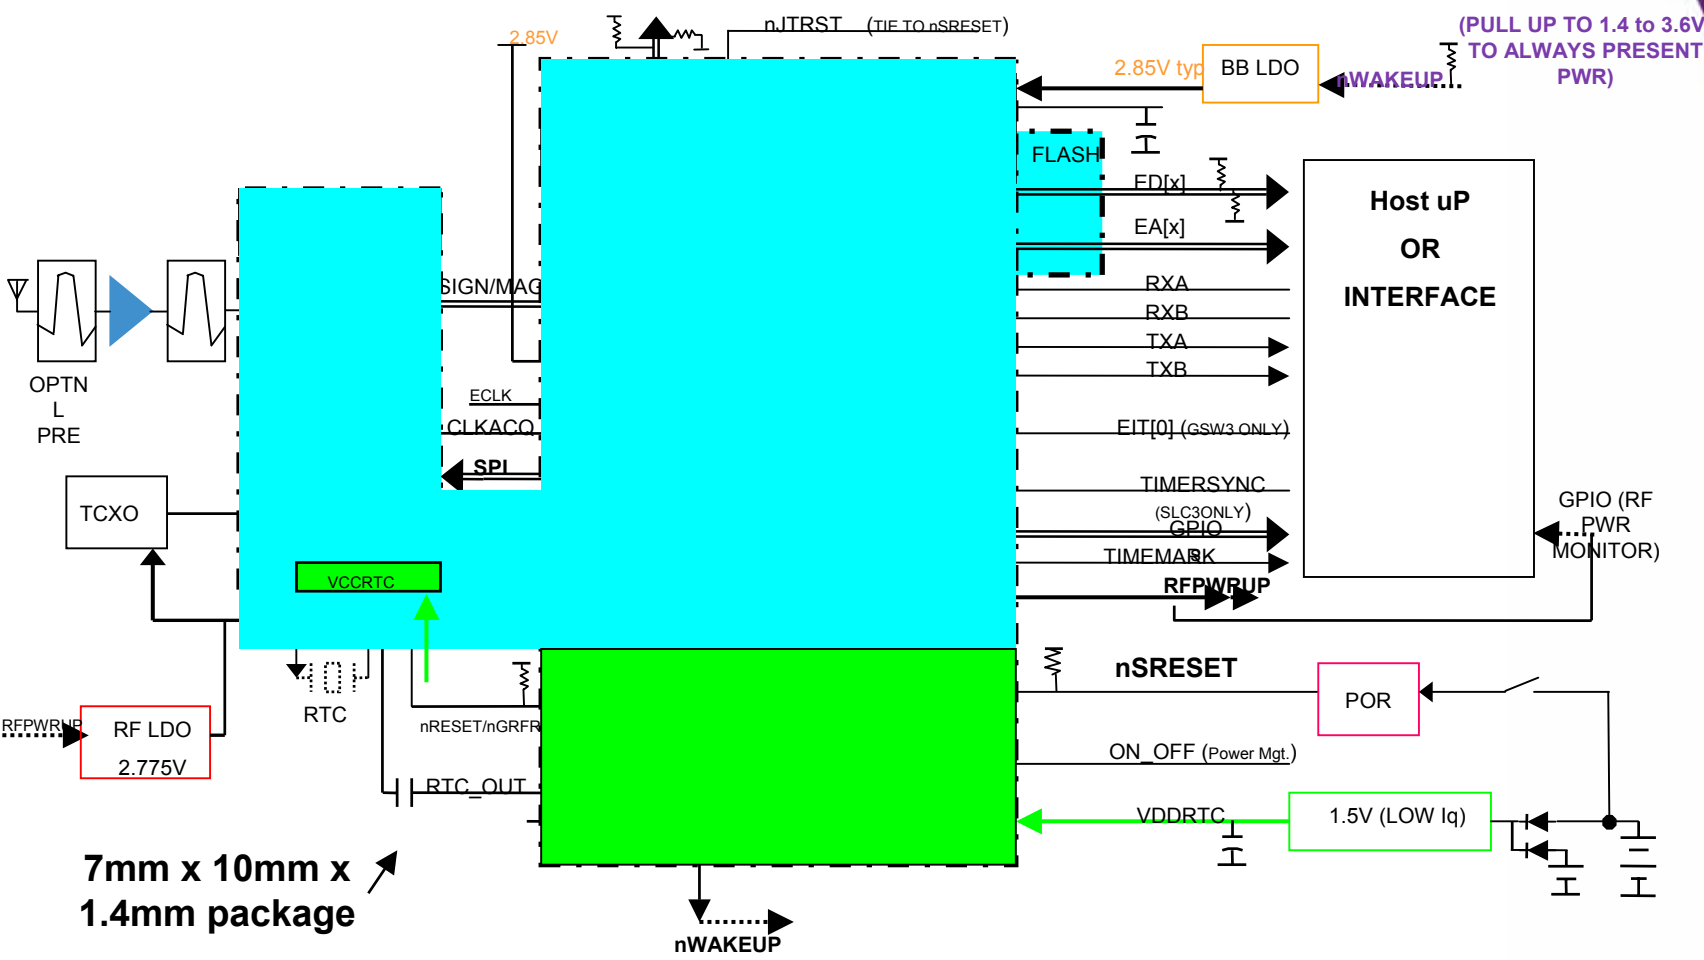 nJTRST (TIE TO nSRESET)
(PULL UP TO 1.4 to 3.6V
TO ALWAYS PRESENT
PWR)
2.85V
2.85V typ
BB LDO
nWAKEUP
FLASH
ED[x]
EA[x]
Host uP
OR
INTERFACE
SIGN/MAG
RXA
RXB
TXA
TXB
OPTN
L
PRE
ECLK
CLKACQ
SPI
EIT[0] (GSW3 ONLY)
TIMERSYNC
(SLC3ONLY)
GPIO
TIMEMARK
RFPWRUP
GPIO (RF
PWR
MONITOR)
TCXO
VCCRTC
RTC
nRESET/nGRFR
nSRESET
POR
RFPWRUP
RF LDO
2.775V
ON_OFF (Power Mgt.)
RTC_OUT
VDDRTC
1.5V (LOW Iq)
7mm x 10mm x
1.4mm package
nWAKEUP